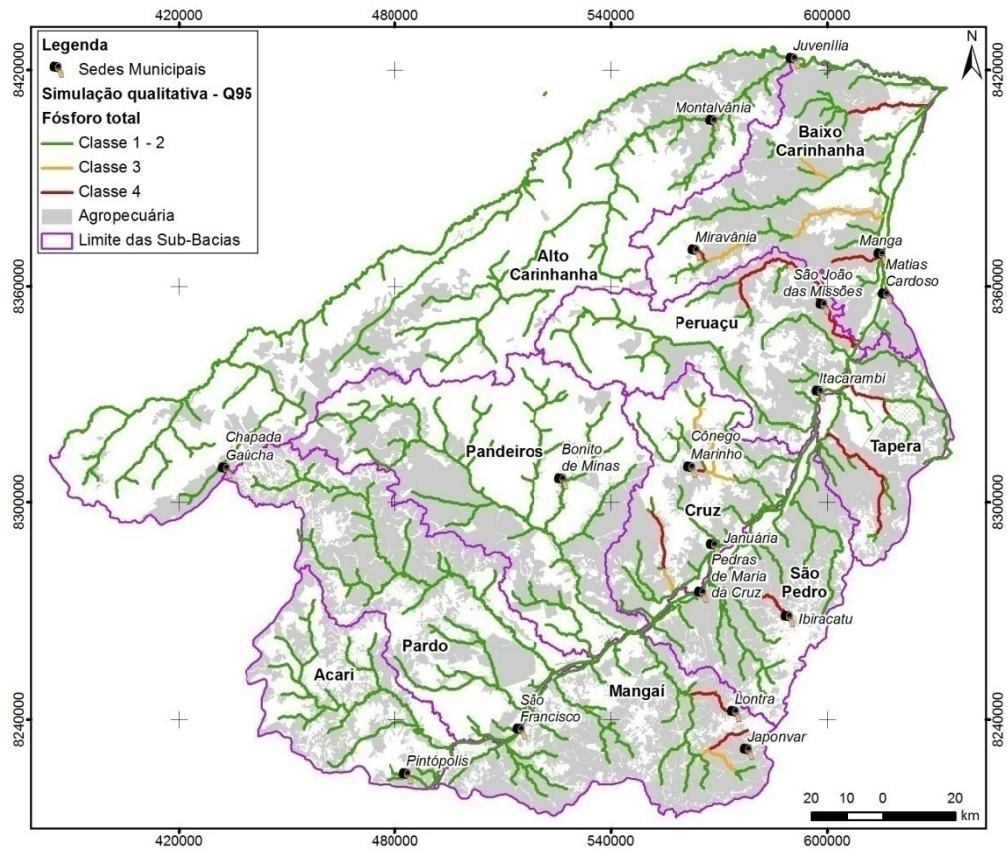 420000
480000
540000
600000
Legenda
Sedes Municipais
Simulação qualitativa - Q95
Fósforo total
Classe 1 - 2
Classe 3
Classe 4
Agropecuária
Limite das Sub-Bacias
N
8420000
8420000
Juvenília
Montalvânia
Baixo
Carinhanha
Alto
Carinhanha
Miravânia
Manga
Matias
Cardoso
São João
das Missões
8360000
8360000
Peruaçu
Itacarambi
Tapera
Chapada
Gaúcha
Pandeiros
Bonito
de Minas
Cônego
Marinho
Cruz
8300000
8300000
Januária
Pedras
de Maria
da Cruz
São
Pedro
Ibiracatu
Pardo
Acari
Mangaí
São
Francisco
Lontra
Japonvar
8240000
8240000
Pintópolis
20 10 0 20
km
420000
480000
540000
600000